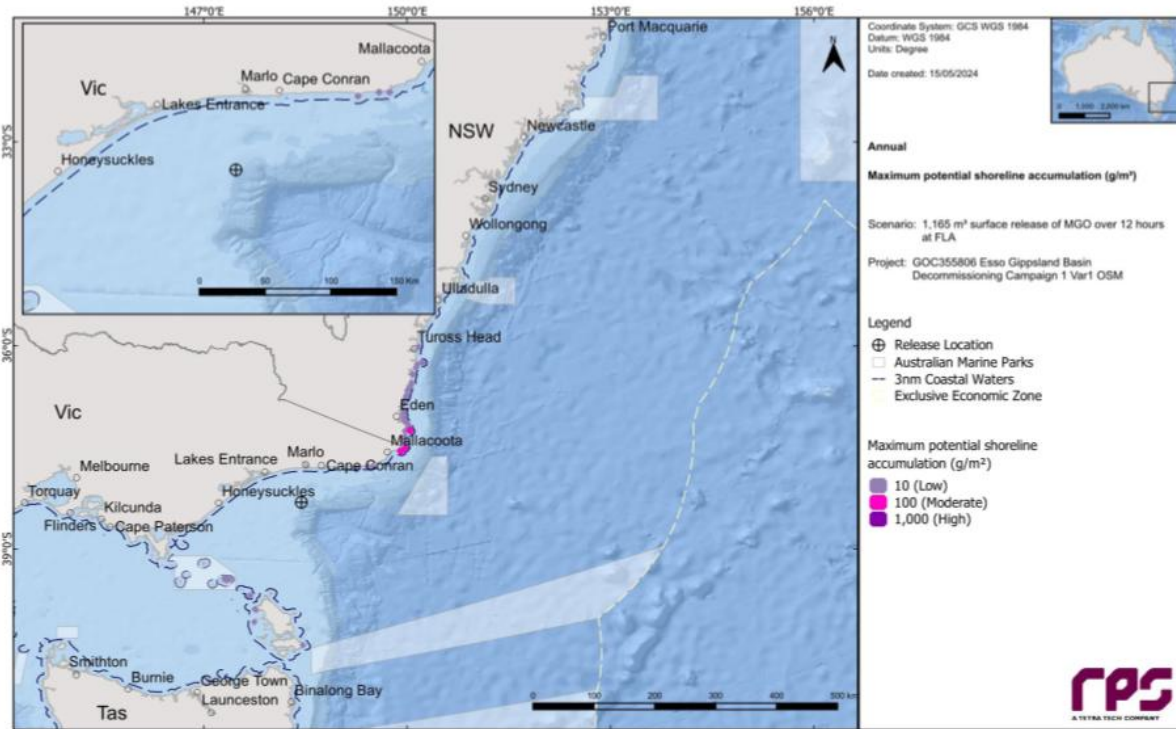 147°0'E 150°0'E 153°0'E 156°0'E
Mallacoota
Marlo
Cape Conran
Vic
Lakes Entrance
Honeysuckles
0 50 100 150 Km
Port Macquarie
N
NSW
Newcastle
Sydney
Wollongong
Ulladulla
Tuross Head
Eden
Mallacoota
Vic
Melbourne
Lakes Entrance
Marlo
Cape Conran
Torquay
Honeysuckles
Kilcunda
Flinders
Cape Paterson
Smithton
Burnie
George Town
Launceston
Binalong Bay
Tas
0 100 200 300 400 500 km
33°0'S
36°0'S
39°0'S
Coordinate System: GCS WGS 1984
Datum: WGS 1984
Units: Degree
Date created: 15/05/2024
0 1,000 2,000 km
Annual
Maximum potential shoreline accumulation (g/m²)
Scenario: 1,165 m³ surface release of MGO over 12 hours
at FLA
Project: GOC355806 Esso Gippsland Basin
Decommissioning Campaign 1 Var1 OSM
Legend
Release Location
Australian Marine Parks
3nm Coastal Waters
Exclusive Economic Zone
Maximum potential shoreline
accumulation (g/m²)
10 (Low)
100 (Moderate)
1,000 (High)
rps
A TETRA TECH COMPANY